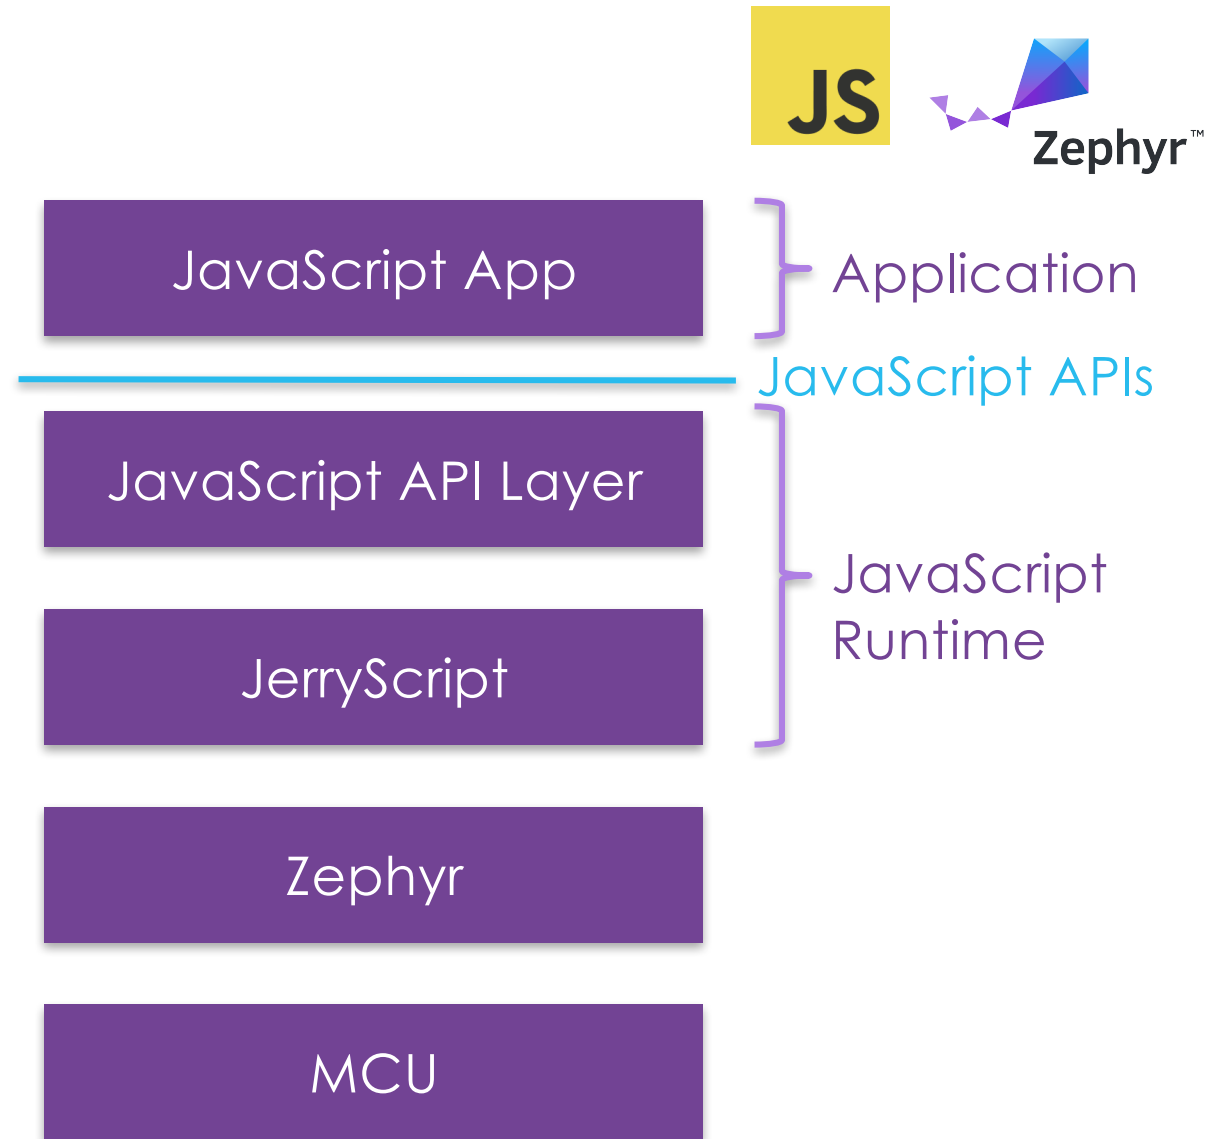 JS
Zephyr™
JavaScript App
Application
JavaScript APIs
JavaScript API Layer
JavaScript
Runtime
JerryScript
Zephyr
MCU